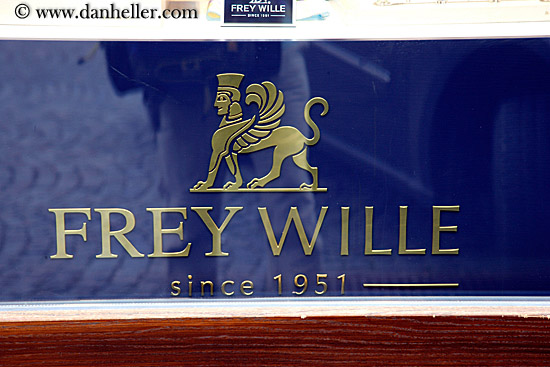 www.danheller.com
FREY WILLE
SINCE 1951
FREY WILLE
since 1951